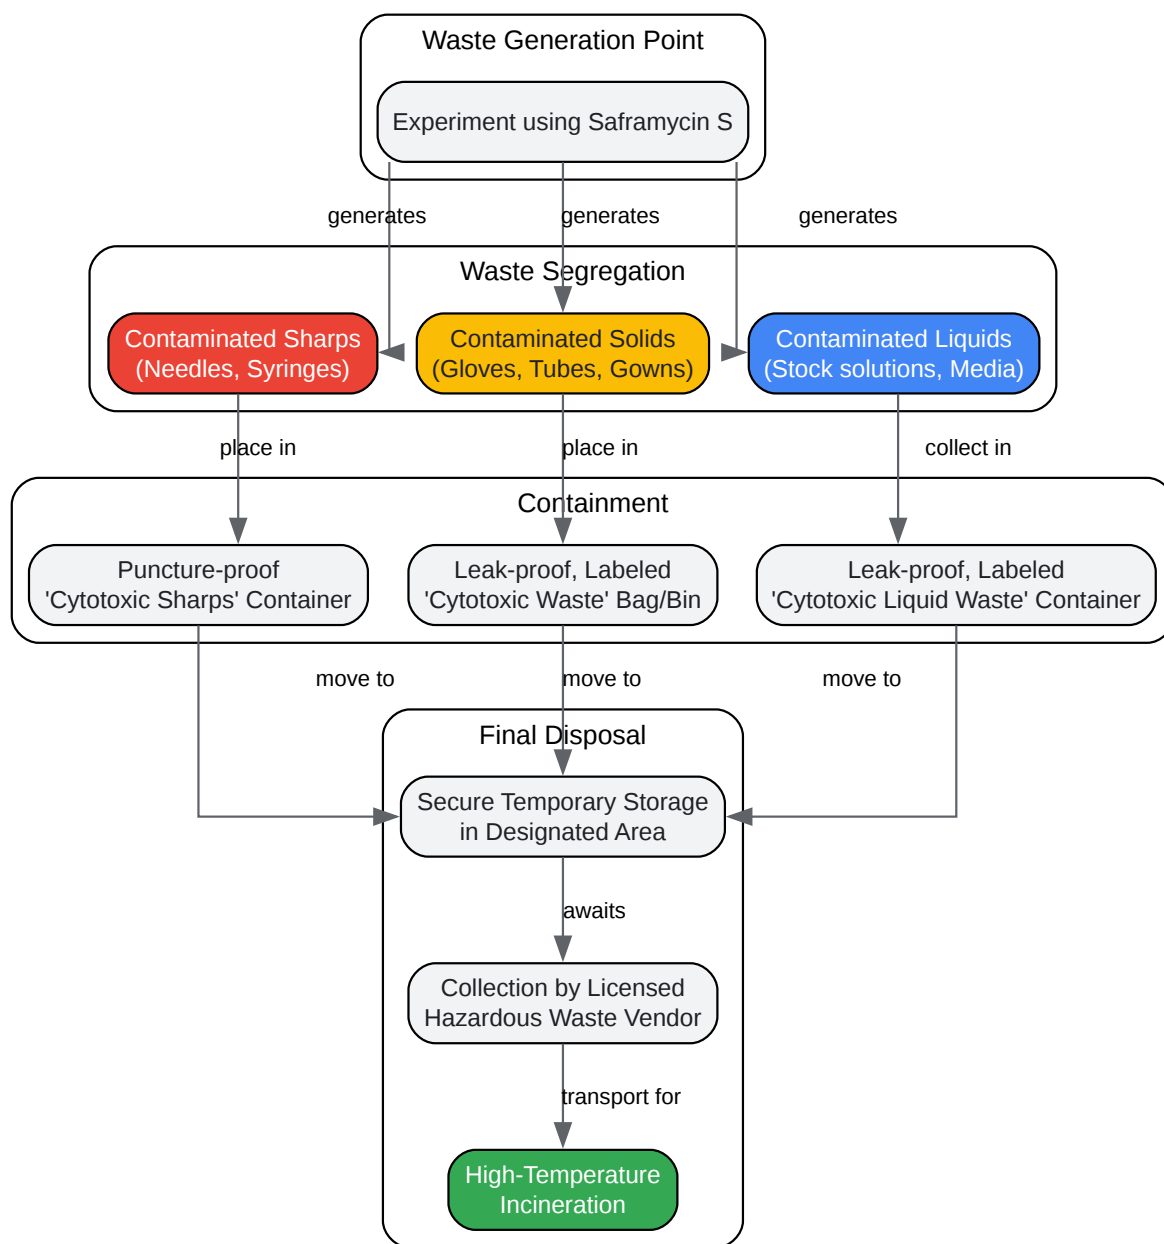 Waste Generation Point
Experiment using Saframycin S
generates
generates
generates
Waste Segregation
Contaminated Sharps
(Needles, Syringes)
Contaminated Solids
(Gloves, Tubes, Gowns)
Contaminated Liquids
(Stock solutions, Media)
place in
place in
collect in
Containment
Puncture-proof
'Cytotoxic Sharps' Container
Leak-proof, Labeled
'Cytotoxic Waste' Bag/Bin
Leak-proof, Labeled
'Cytotoxic Liquid Waste' Container
move to
move to
move to
Final Disposal
Secure Temporary Storage
in Designated Area
awaits
Collection by Licensed
Hazardous Waste Vendor
transport for
High-Temperature
Incineration